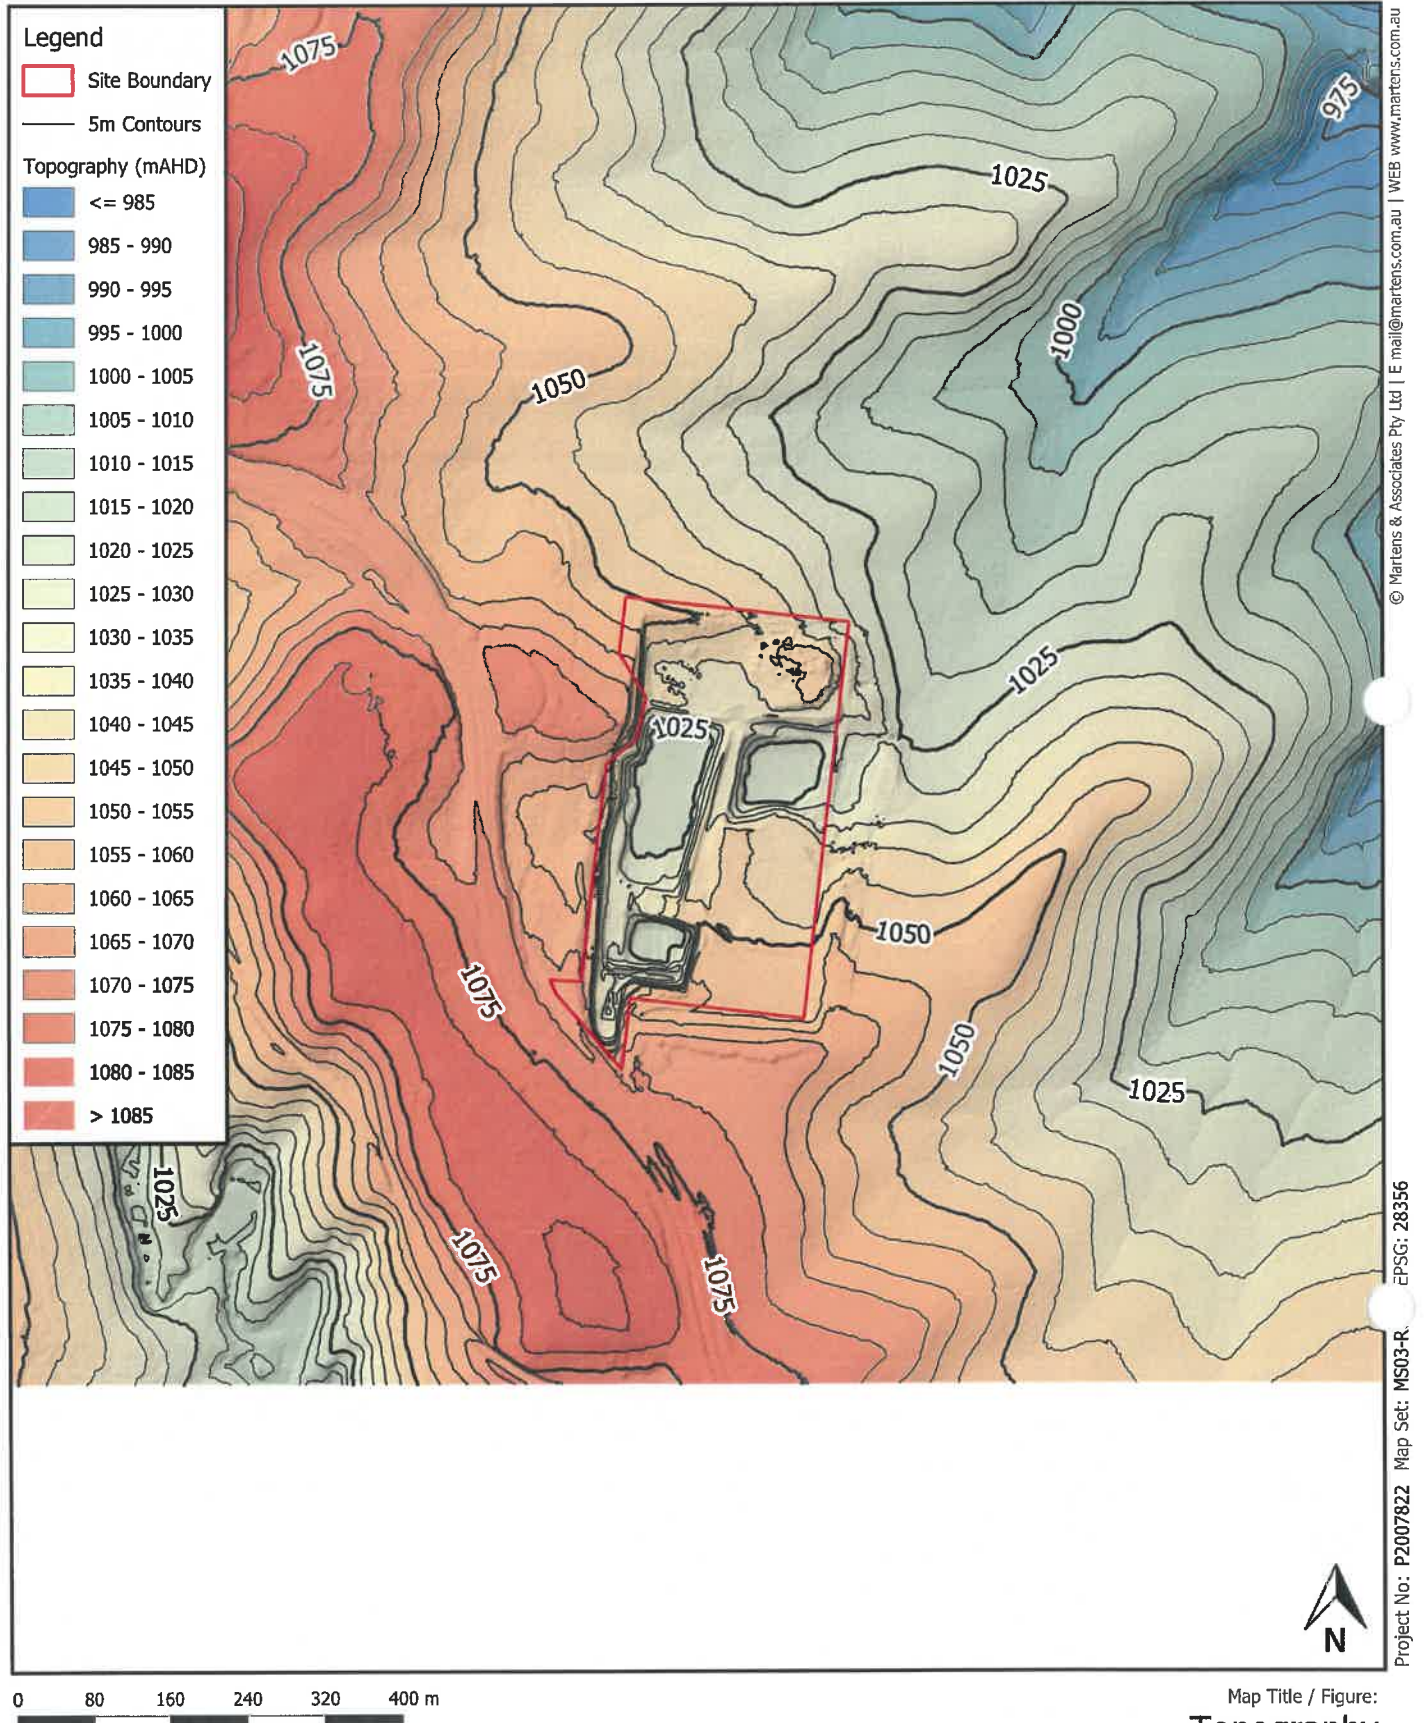 Legend
Site Boundary
5m Contours
Topography (mAHD)
<= 985
985 - 990
990 - 995
995 - 1000
1000 - 1005
1005 - 1010
1010 - 1015
1015 - 1020
1020 - 1025
1025 - 1030
1030 - 1035
1035 - 1040
1040 - 1045
1045 - 1050
1050 - 1055
1055 - 1060
1060 - 1065
1065 - 1070
1070 - 1075
1075 - 1080
1080 - 1085
> 1085
1075
975
1025
1000
1075
1050
1025
1025
1050
1075
1050
1025
1025
1075
1075
N
0 80 160 240 320 400 m
Map Title / Figure:
Topography
© Martens & Associates Pty Ltd | E mail@martens.com.au | WEB www.martens.com.au
Project No: P2007822 Map Set: MS03-R EPSG: 28356